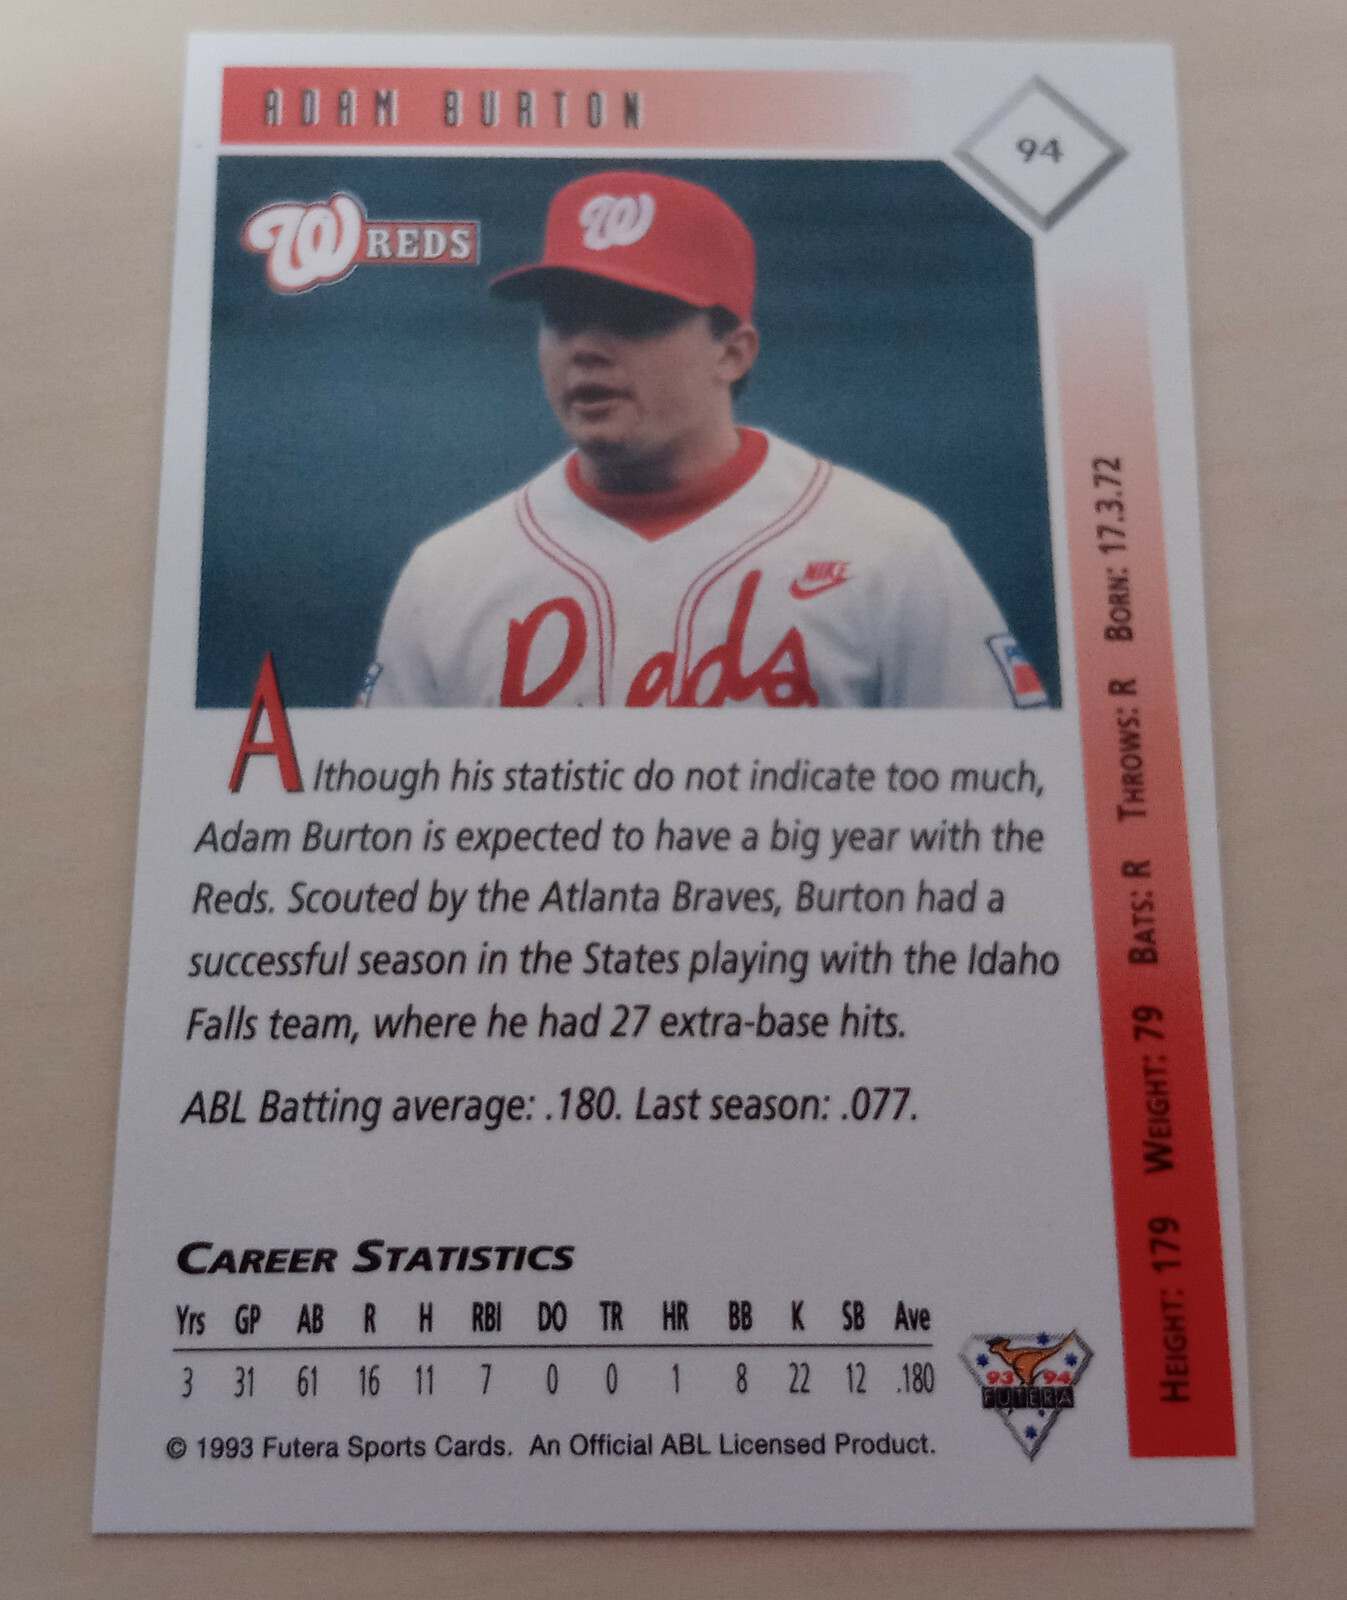 ADAM BURTON
94
W REDS
W
NIKE
Reds
Although his statistic do not indicate too much,
Adam Burton is expected to have a big year with the
Reds. Scouted by the Atlanta Braves, Burton had a
successful season in the States playing with the Idaho
Falls team, where he had 27 extra-base hits.
ABL Batting average: .180. Last season: .077.
CAREER STATISTICS
Yrs GP AB R H RBI DO TR HR BB K SB Ave
3 31 61 16 11 7 0 0 1 8 22 12 .180
© 1993 Futera Sports Cards. An Official ABL Licensed Product.
93 94
FUTERA
HEIGHT: 179 WEIGHT: 79 BATS: R THROWS: R BORN: 17.3.72